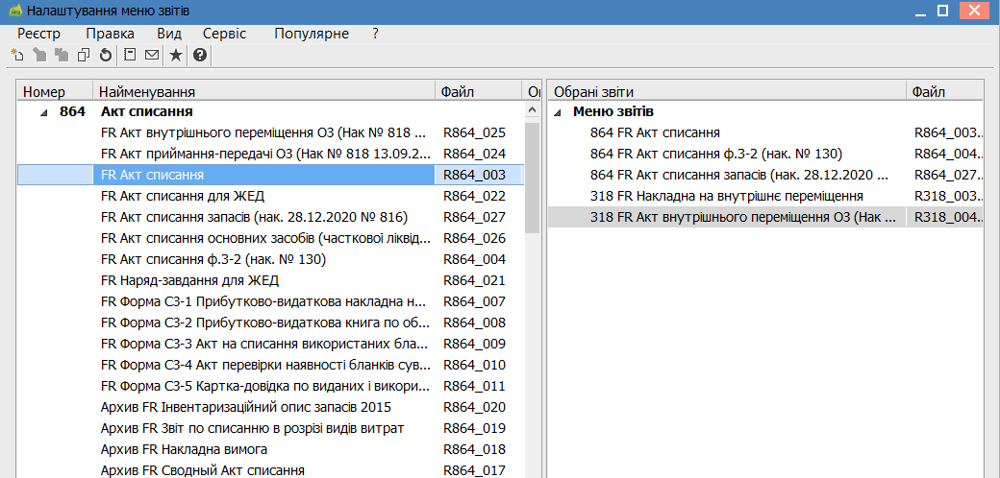 Налаштування меню звітів
Реєстр Правка Вид Сервіс Популярне ?
Номер Найменування Файл Оп Обрані звіти Файл
864 Акт списання
FR Акт внутрішнього переміщення ОЗ (Нак № 818 ... R864_025
FR Акт приймання-передачі ОЗ (Нак № 818 13.09.2... R864_024
FR Акт списання R864_003
FR Акт списання для ЖЕД R864_022
FR Акт списання запасів (нак. 28.12.2020 № 816) R864_027
FR Акт списання основних засобів (часткової ліквід... R864_026
FR Акт списання ф.З-2 (нак. № 130) R864_004
FR Наряд-завдання для ЖЕД R864_021
FR Форма СЗ-1 Прибутково-видаткова накладна н... R864_007
FR Форма СЗ-2 Прибутково-видаткова книга по об... R864_008
FR Форма СЗ-3 Акт на списання використаних бла... R864_009
FR Форма СЗ-4 Акт перевірки наявності бланків сув... R864_010
FR Форма СЗ-5 Картка-довідка по виданих і викори... R864_011
Архив FR Інвентаризаційний опис запасів 2015 R864_020
Архив FR Звіт по списанню в розрізі видів витрат R864_019
Архив FR Накладна вимога R864_018
Архив FR Сводный Акт списання R864_017
Меню звітів
864 FR Акт списання R864_003...
864 FR Акт списання ф.З-2 (нак. № 130) R864_004...
864 FR Акт списання запасів (нак. 28.12.2020 ... R864_027...
318 FR Накладна на внутрішнє переміщення R318_003...
318 FR Акт внутрішнього переміщення ОЗ (Нак ... R318_004...